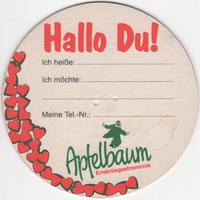 Hallo Du!
Ich heiße:
Ich möchte:
Meine Tel.-Nr.:
Apfelbaum
Erlebnisgastronomie